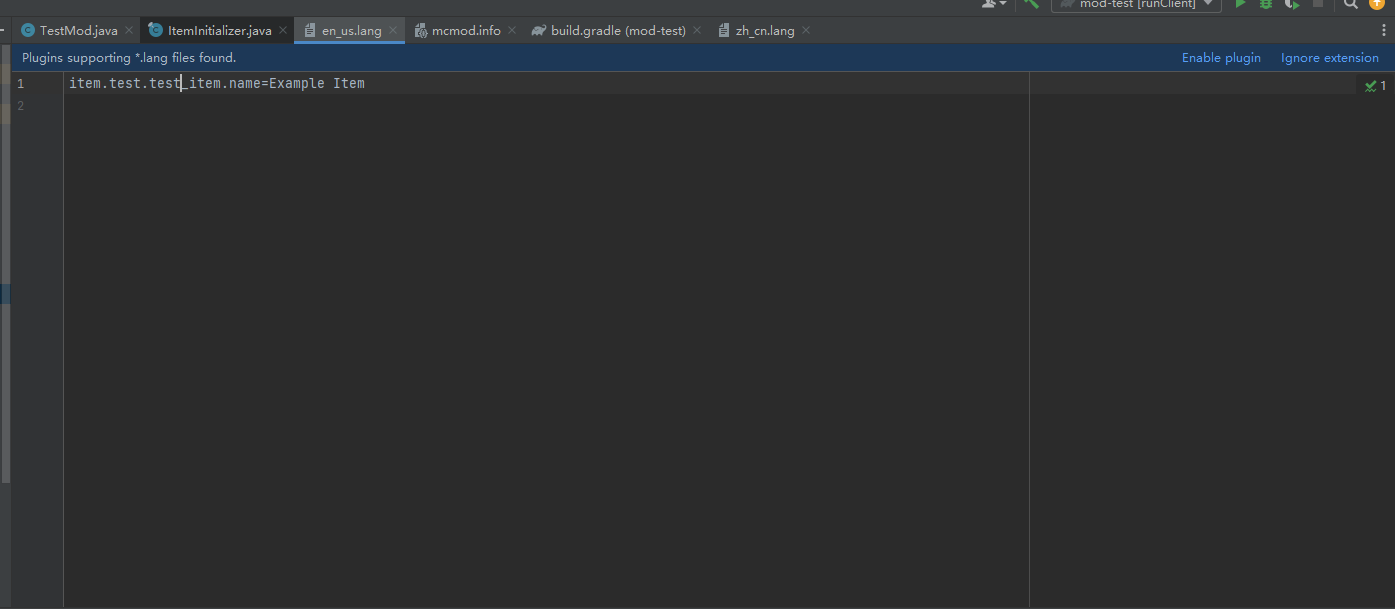 mod-test [runClient]
TestMod.java ItemInitializer.java en_us.lang mcmod.info build.gradle (mod-test) zh_cn.lang
Plugins supporting *.lang files found. Enable plugin Ignore extension
1 item.test.test_item.name=Example Item 1
2